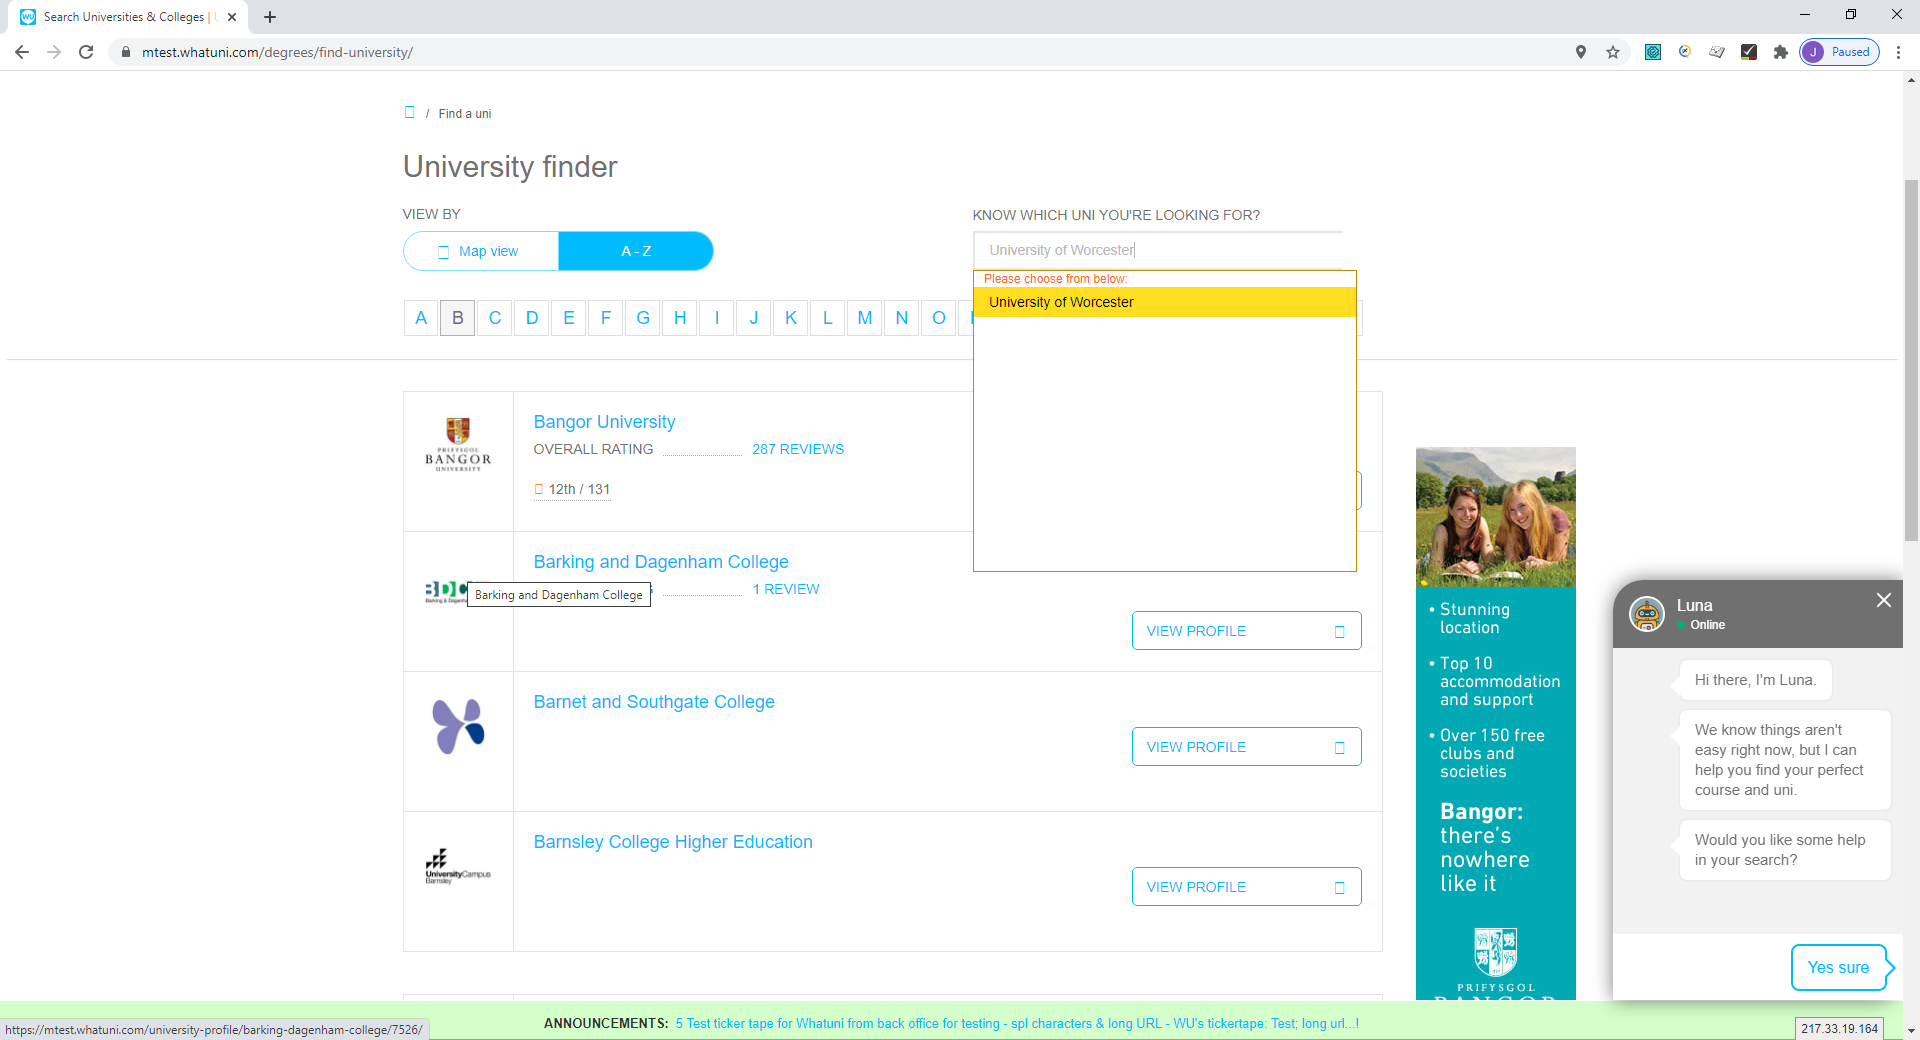 Search Universities & Colleges |
mtest.whatuni.com/degrees/find-university/
J Paused
/ Find a uni
University finder
VIEW BY
Map view
A - Z
KNOW WHICH UNI YOU'RE LOOKING FOR?
University of Worcester
Please choose from below:
University of Worcester
A B C D E F G H I J K L M N O
Bangor University
OVERALL RATING 287 REVIEWS
12th / 131
PRIFYSGOL
BANGOR
UNIVERSITY
Barking and Dagenham College
1 REVIEW
Barking and Dagenham College
VIEW PROFILE
Barnet and Southgate College
VIEW PROFILE
Barnsley College Higher Education
UniversityCampus
Barnsley
VIEW PROFILE
• Stunning
location
• Top 10
accommodation
and support
• Over 150 free
clubs and
societies
Bangor:
there's
nowhere
like it
PRIFYSGOL
BANGOR
Luna
Online
Hi there, I'm Luna.
We know things aren't
easy right now, but I can
help you find your perfect
course and uni.
Would you like some help
in your search?
Yes sure
ANNOUNCEMENTS: 5 Test ticker tape for Whatuni from back office for testing - spl characters & long URL - WU's tickertape: Test; long url...!
https://mtest.whatuni.com/university-profile/barking-dagenham-college/7526/
217.33.19.164